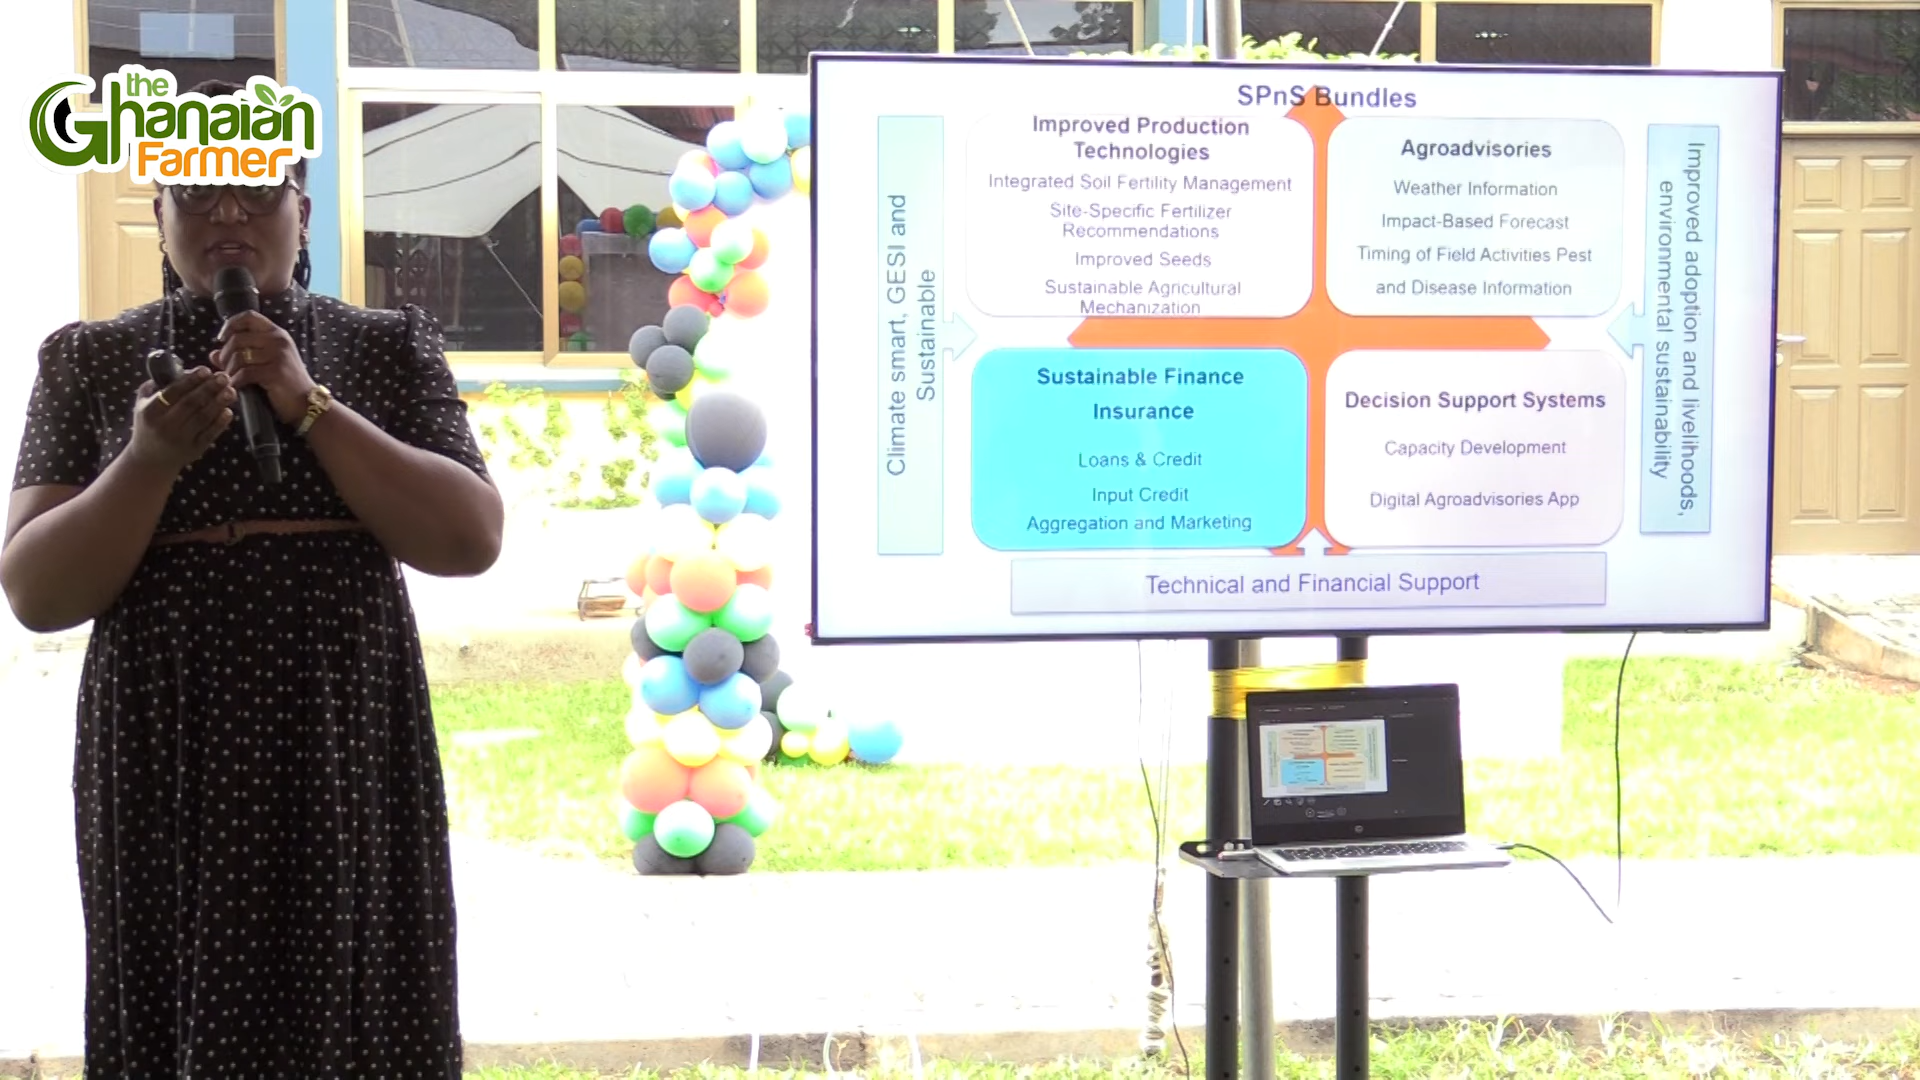 the
Ghanaian
Farmer
SPnS Bundles
Climate smart, GESI and
Sustainable
Improved Production
Technologies
Integrated Soil Fertility Management
Site-Specific Fertilizer
Recommendations
Improved Seeds
Sustainable Agricultural
Mechanization
Agroadvisories
Weather Information
Impact-Based Forecast
Timing of Field Activities Pest
and Disease Information
Sustainable Finance
Insurance
Loans & Credit
Input Credit
Aggregation and Marketing
Decision Support Systems
Capacity Development
Digital Agroadvisories App
Improved adoption and livelihoods,
environmental sustainability
Technical and Financial Support